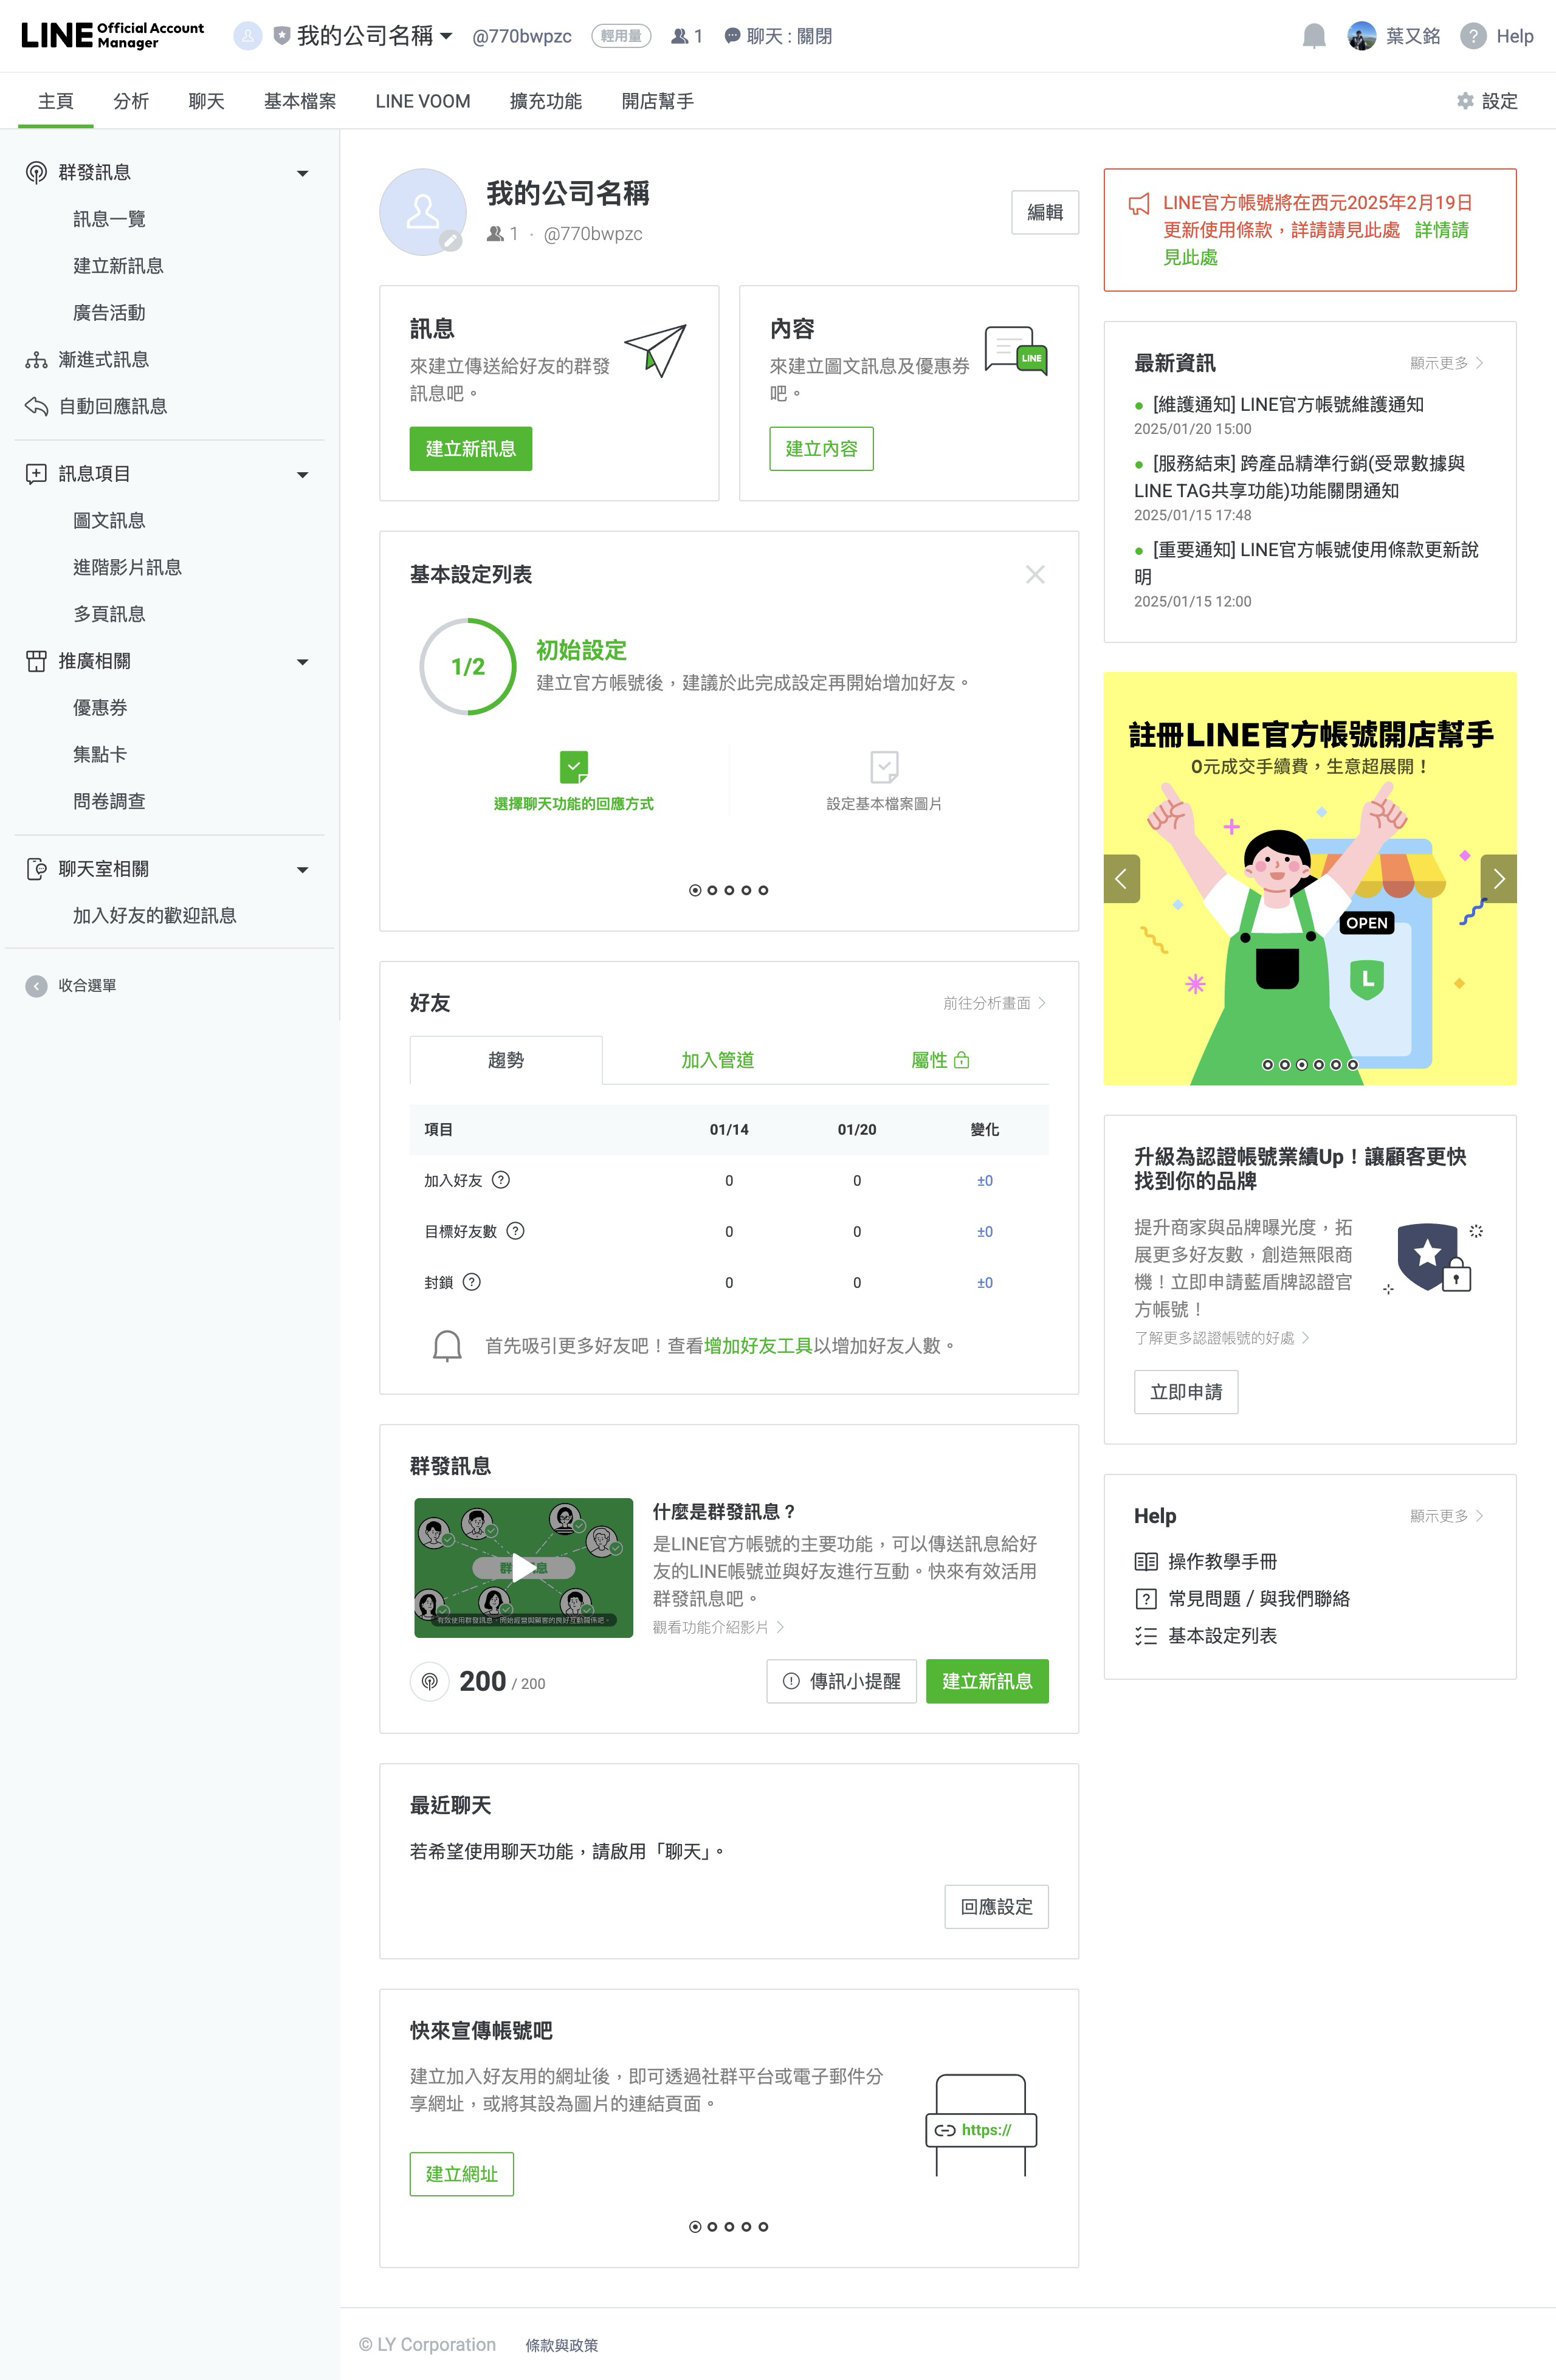 LINE Official Account Manager
我的公司名稱
@770bwpzc
輕用量
1
聊天 : 關閉
葉又銘
? Help
主頁
分析
聊天
基本檔案
LINE VOOM
擴充功能
開店幫手
設定
群發訊息
訊息一覽
建立新訊息
廣告活動
漸進式訊息
自動回應訊息
訊息項目
圖文訊息
進階影片訊息
多頁訊息
推廣相關
優惠券
集點卡
問卷調查
聊天室相關
加入好友的歡迎訊息
收合選單
我的公司名稱
1 · @770bwpzc
編輯
訊息
來建立傳送給好友的群發
訊息吧。
建立新訊息
內容
來建立圖文訊息及優惠券
吧。
LINE
建立內容
基本設定列表
1/2
初始設定
建立官方帳號後，建議於此完成設定再開始增加好友。
選擇聊天功能的回應方式
設定基本檔案圖片
好友
前往分析畫面
趨勢
加入管道
屬性
項目 01/14 01/20 變化
加入好友 ? 0 0 ±0
目標好友數 ? 0 0 ±0
封鎖 ? 0 0 ±0
首先吸引更多好友吧！查看增加好友工具以增加好友人數。
群發訊息
有效使用群發訊息，開始經營與顧客的良好互動關係吧。
什麼是群發訊息？
是LINE官方帳號的主要功能，可以傳送訊息給好
友的LINE帳號並與好友進行互動。快來有效活用
群發訊息吧。
觀看功能介紹影片
200 / 200
傳訊小提醒
建立新訊息
最近聊天
若希望使用聊天功能，請啟用「聊天」。
回應設定
快來宣傳帳號吧
建立加入好友用的網址後，即可透過社群平台或電子郵件分
享網址，或將其設為圖片的連結頁面。
https://
建立網址
LINE官方帳號將在西元2025年2月19日
更新使用條款，詳請請見此處 詳情請
見此處
最新資訊
顯示更多
[維護通知] LINE官方帳號維護通知
2025/01/20 15:00
[服務結束] 跨產品精準行銷(受眾數據與
LINE TAG共享功能)功能關閉通知
2025/01/15 17:48
[重要通知] LINE官方帳號使用條款更新說
明
2025/01/15 12:00
註冊LINE官方帳號開店幫手
0元成交手續費，生意超展開！
OPEN
L
升級為認證帳號業績Up！讓顧客更快
找到你的品牌
提升商家與品牌曝光度，拓
展更多好友數，創造無限商
機！立即申請藍盾牌認證官
方帳號！
了解更多認證帳號的好處
立即申請
Help
顯示更多
操作教學手冊
? 常見問題 / 與我們聯絡
基本設定列表
© LY Corporation
條款與政策